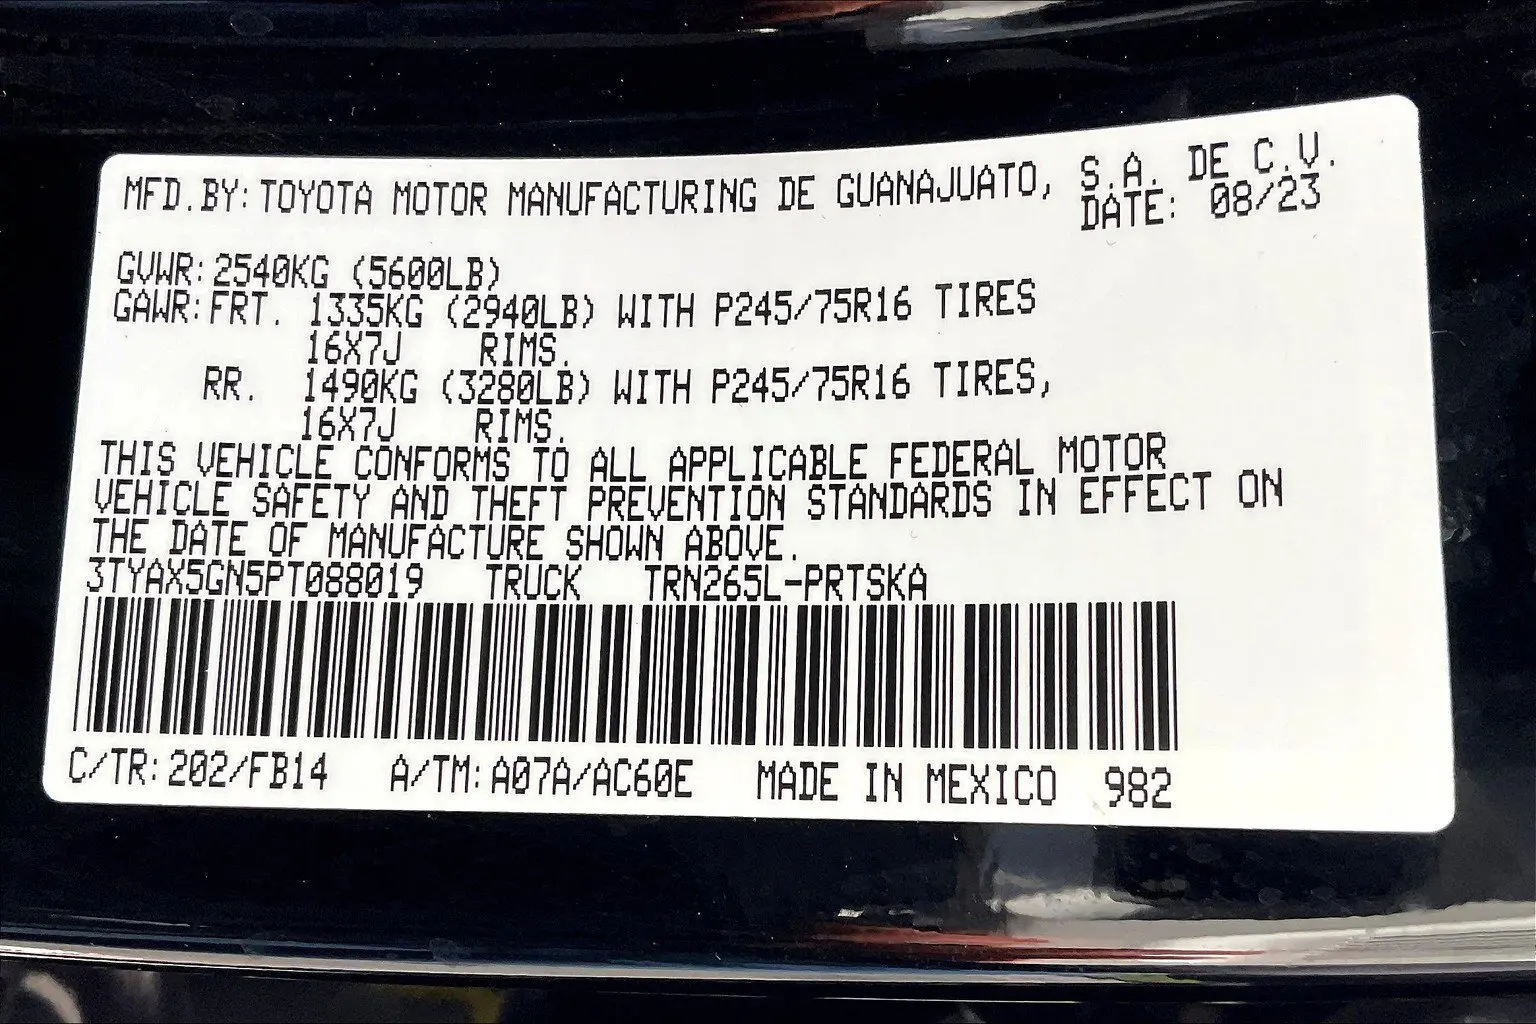 MFD.BY: TOYOTA MOTOR MANUFACTURING DE GUANAJUATO, S.A. DE C.V.
DATE: 08/23
GVWR: 2540KG (5600LB)
GAWR: FRT. 1335KG (2940LB) WITH P245/75R16 TIRES
16X7J RIMS.
RR. 1490KG (3280LB) WITH P245/75R16 TIRES,
16X7J RIMS.
THIS VEHICLE CONFORMS TO ALL APPLICABLE FEDERAL MOTOR
VEHICLE SAFETY AND THEFT PREVENTION STANDARDS IN EFFECT ON
THE DATE OF MANUFACTURE SHOWN ABOVE.
3TYAX5GN5PT088019 TRUCK TRN265L-PRTSKA
C/TR: 202/FB14 A/TM: A07A/AC60E MADE IN MEXICO 982